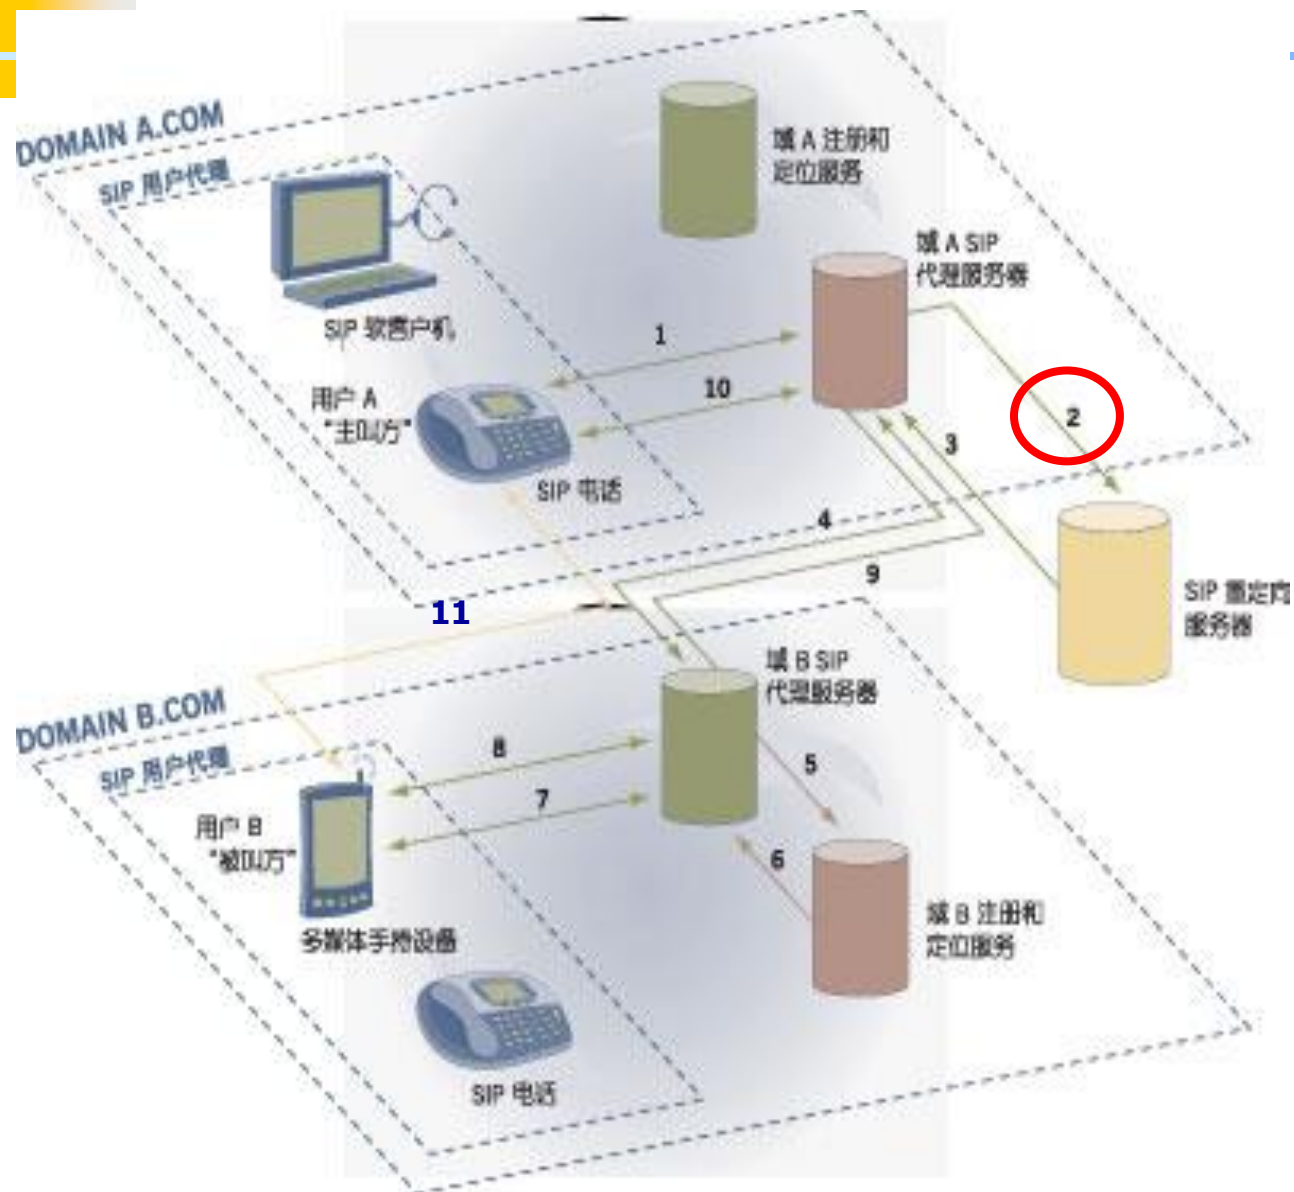 DOMAIN A.COM
SIP 用户代理
域 A 注册和
定位服务
域 A SIP
代理服务器
SIP 软客户机
1
10
2
3
用户 A
“主叫方”
SIP 电话
4
9
SIP 重定向
服务器
11
域 B SIP
代理服务器
DOMAIN B.COM
SIP 用户代理
8
5
7
用户 B
“被叫方”
6
多媒体手持设备
域 B 注册和
定位服务
SIP 电话